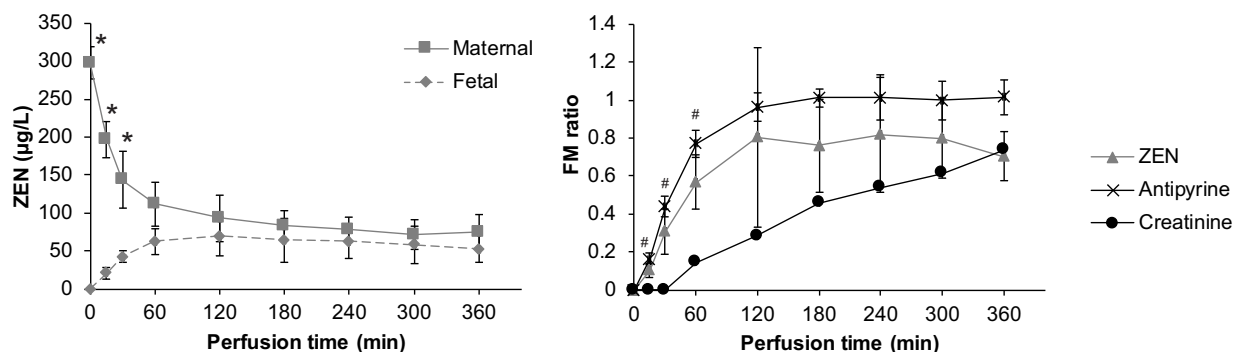 350
300
250
200
150
100
50
0
ZEN (µg/L)
* * *
Maternal
Fetal
0 60 120 180 240 300 360
Perfusion time (min)
1.4
1.2
1
0.8
0.6
0.4
0.2
0
FM ratio
# # #
ZEN
Antipyrine
Creatinine
0 60 120 180 240 300 360
Perfusion time (min)